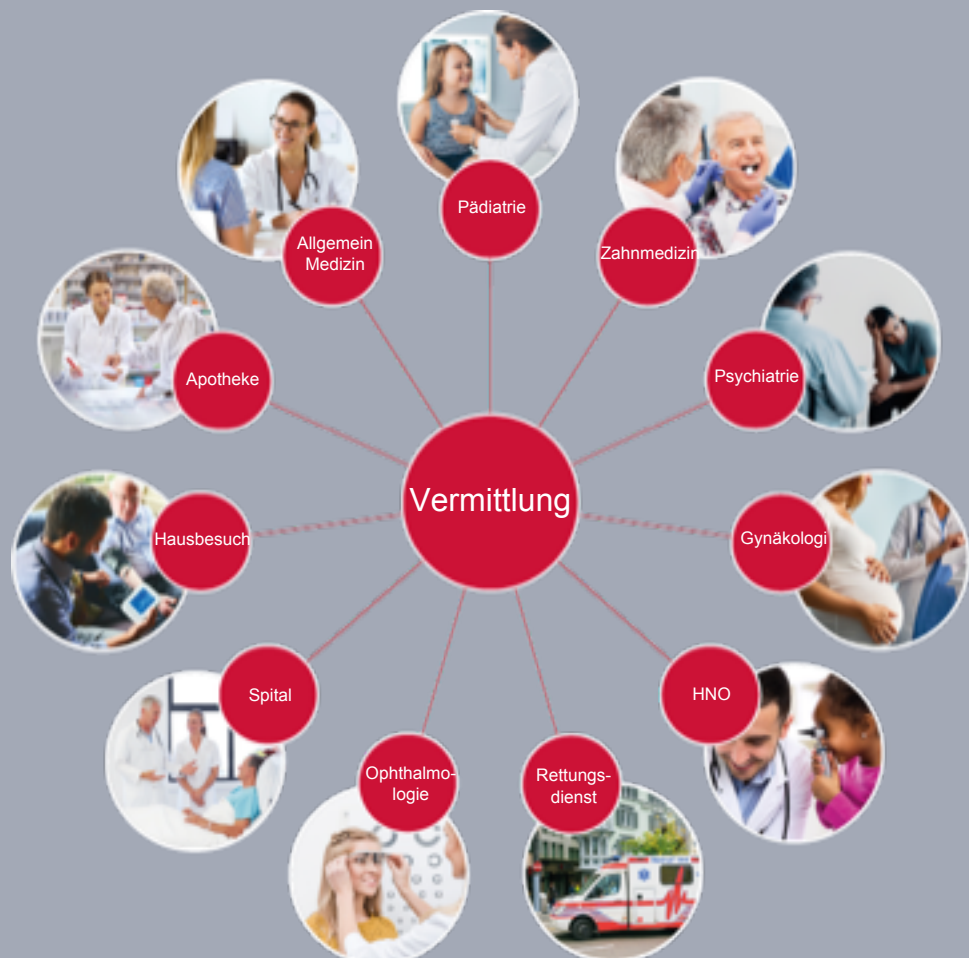 Pädiatrie
Allgemein
Medizin
Zahnmedizin
Apotheke
Psychiatrie
Vermittlung
Hausbesuch
Gynäkologi
Spital
HNO
Ophthalmo-
logie
Rettungs-
dienst